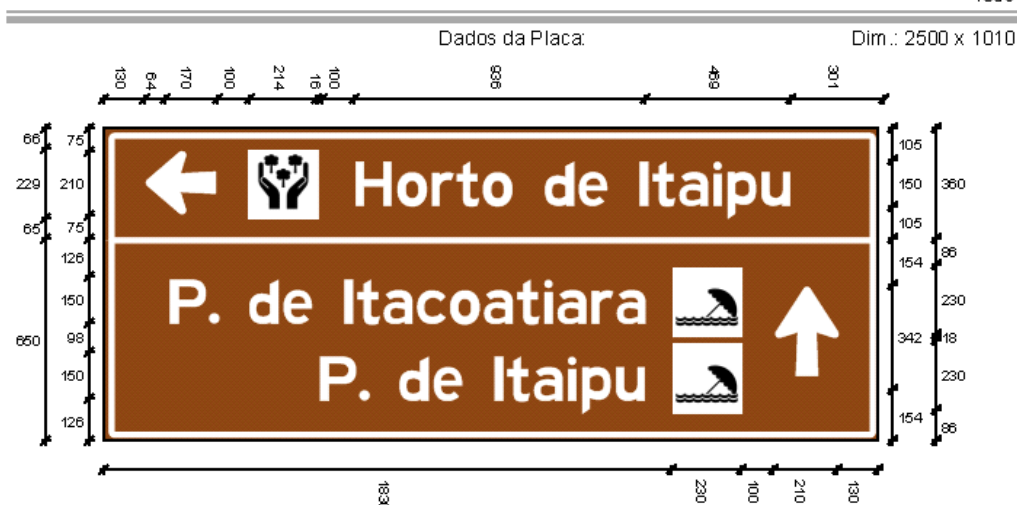 Dados da Placa:
Dim.: 2500 x 1010
130 64 170 100 214 16 100 936 469 301
66 229 65 650
75 210 75 126 150 98 150 126
Horto de Itaipu
P. de Itacoatiara
P. de Itaipu
105 150 105 154 342 154
360 86 230 18 230 86
230 100 210 130